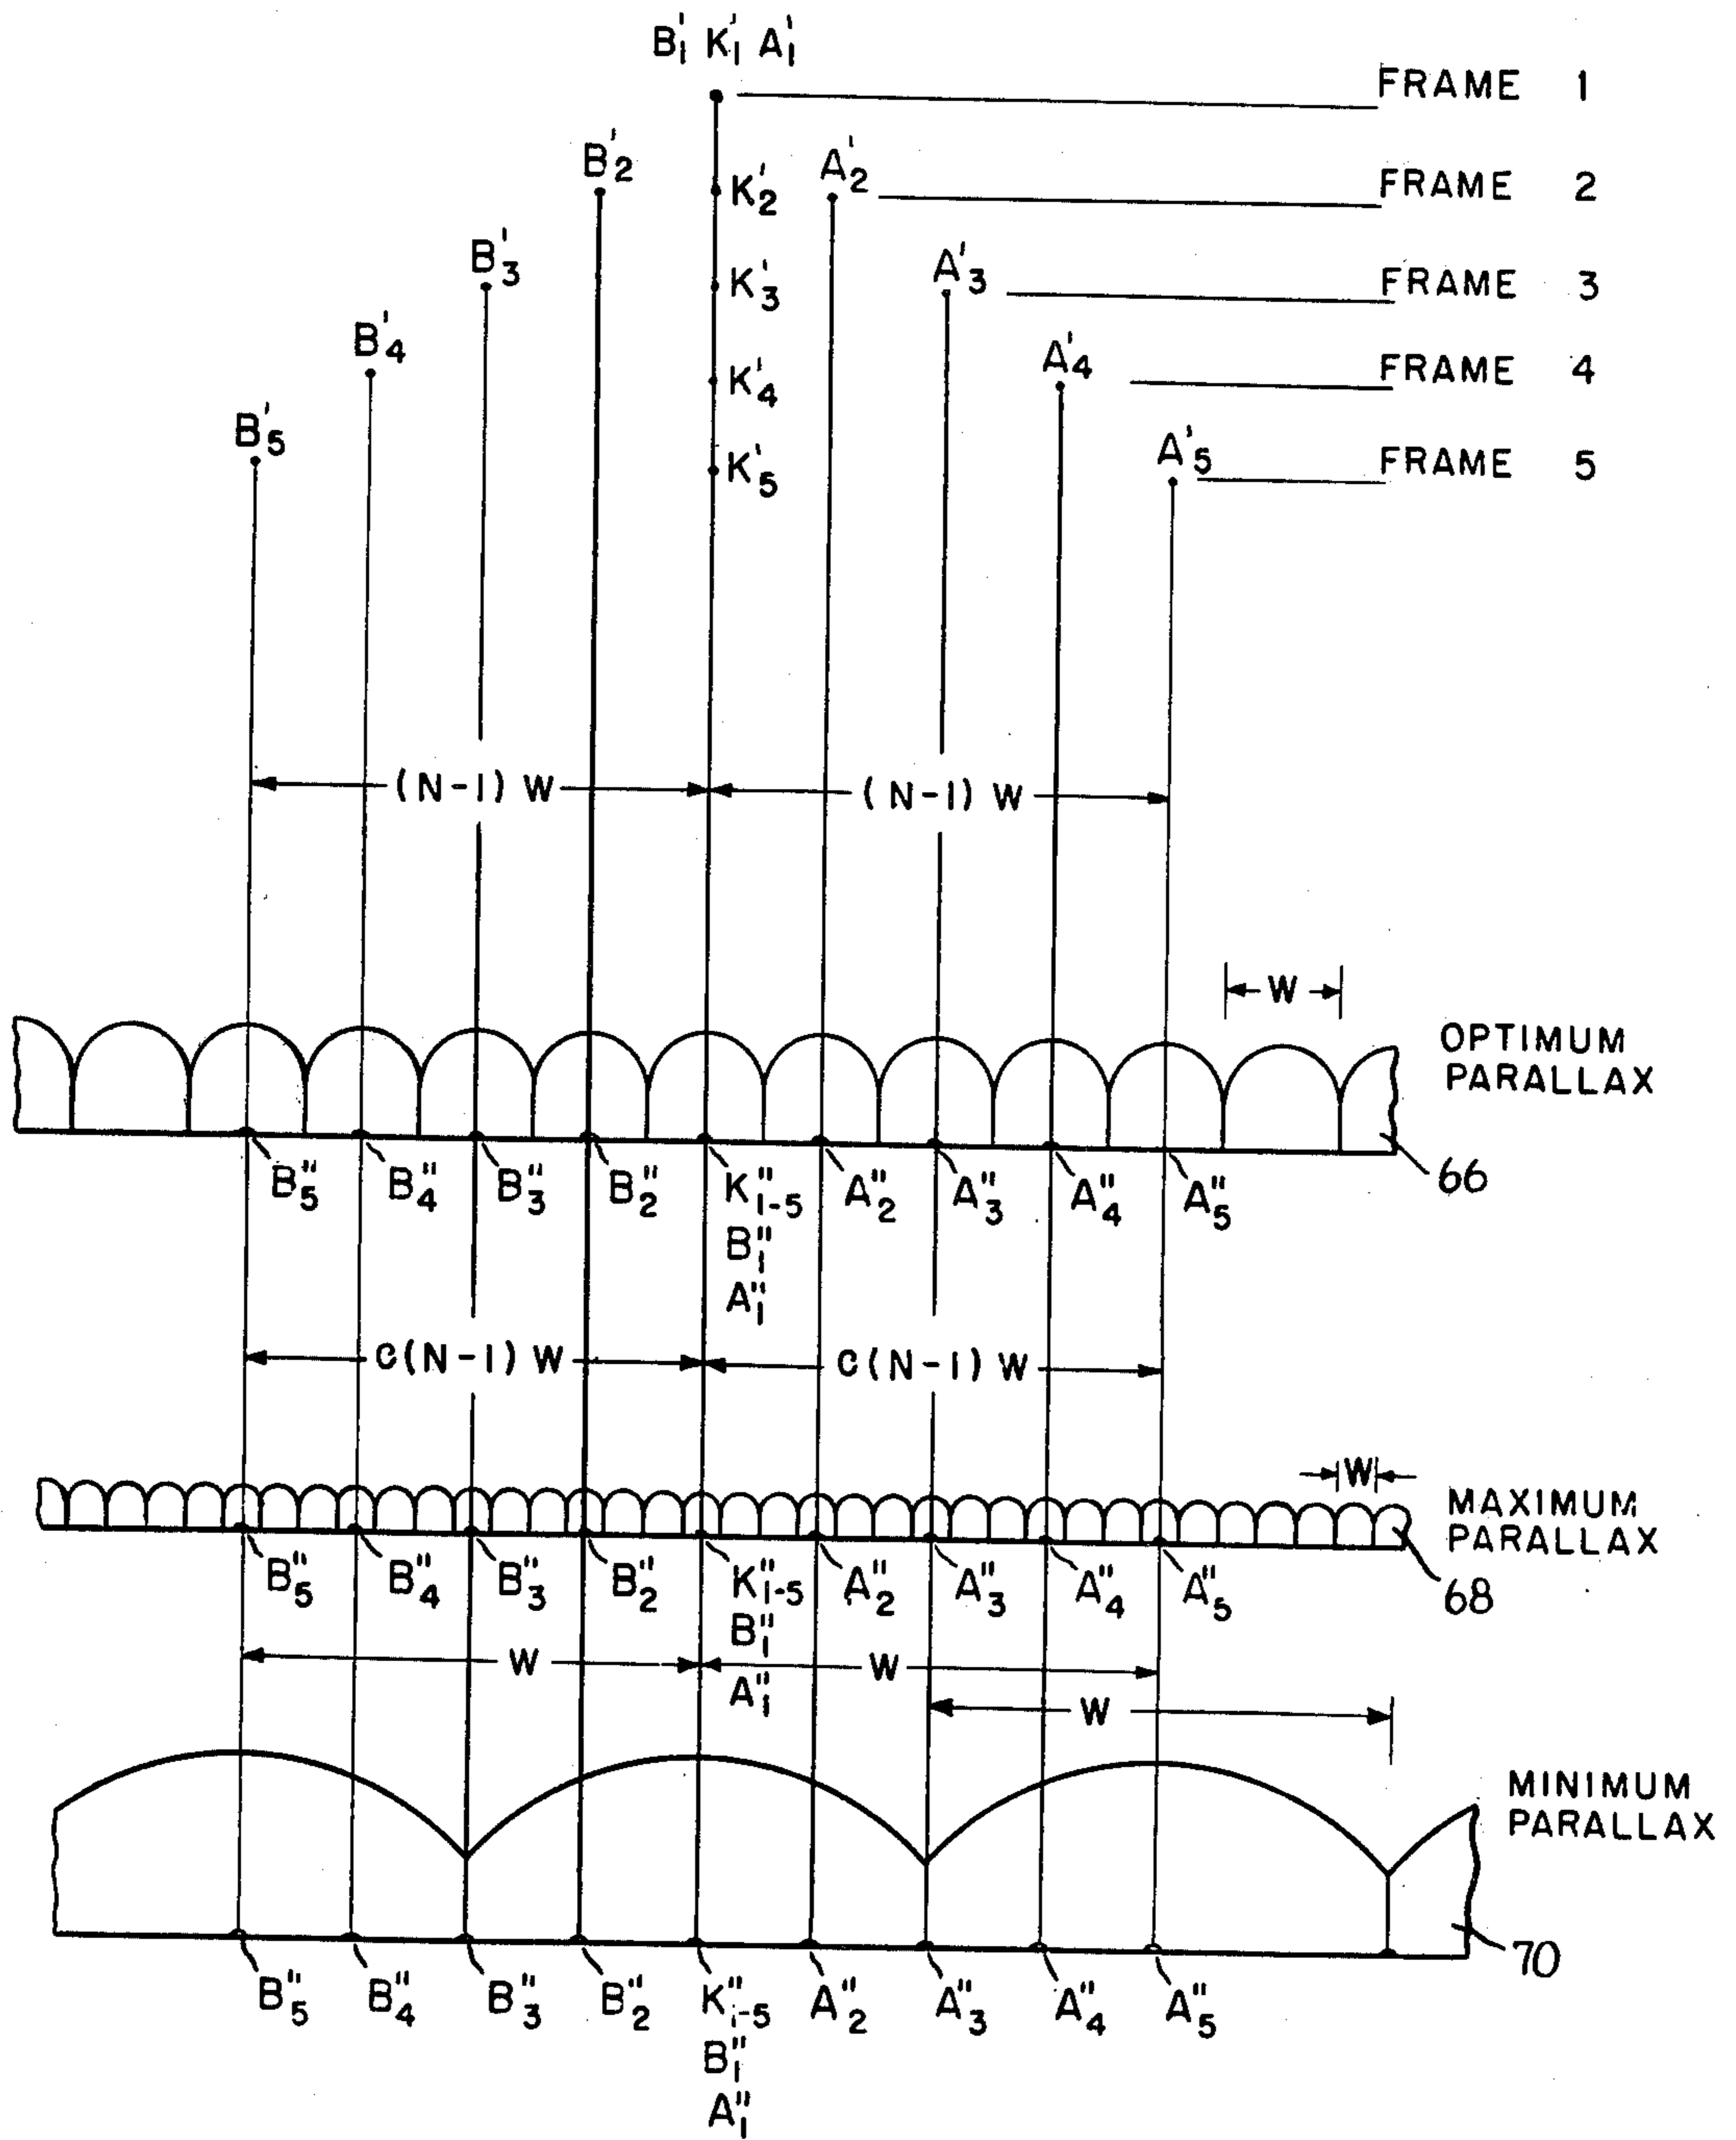 B'1 K'1 A'1
FRAME 1
B'2 K'2 A'2 FRAME 2
B'3 K'3 A'3 FRAME 3
B'4 K'4 A'4 FRAME 4
B'5 K'5 A'5 FRAME 5
(N-1) W (N-1) W
W
OPTIMUM
PARALLAX
B"5 B"4 B"3 B"2 K"1-5 A"2 A"3 A"4 A"5 66
B"1
A"1
C(N-1) W C(N-1) W
W
MAXIMUM
PARALLAX
B"5 B"4 B"3 B"2 K"1-5 A"2 A"3 A"4 A"5 68
B"1
W W
A"1
W
MINIMUM
PARALLAX
70
B"5 B"4 B"3 B"2 K"1-5 A"2 A"3 A"4 A"5
B"1
A"1